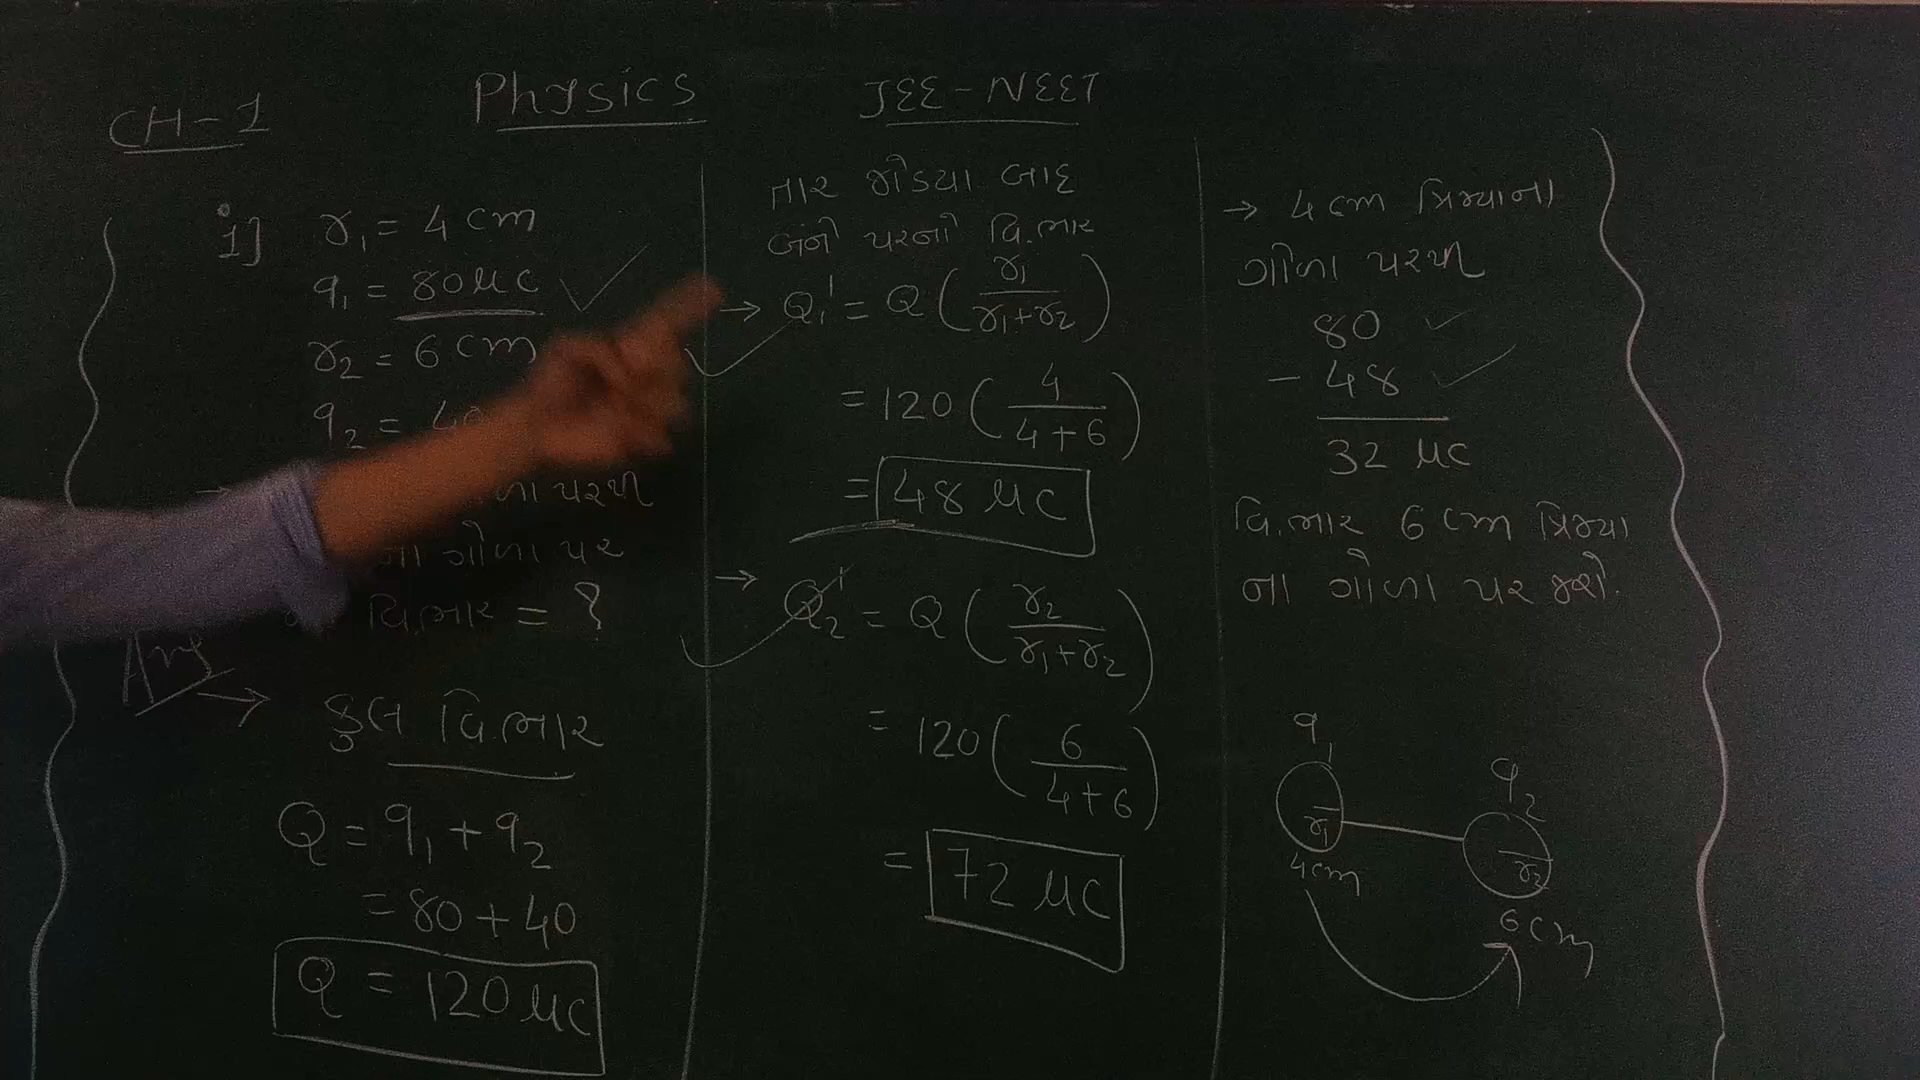 CH-1
Physics
JEE-NEET
1] r₁ = 4 cm
q₁ = 80 μc
r₂ = 6 cm
q₂ = 40
ળા પરથી
ના ગોળા પર
વિ.ભાર = ?
Ans
→ કુલ વિ.ભાર
Q = q₁ + q₂
= 80 + 40
Q = 120 μc
તાર જોડયા બાદ
બંને પરનો વિ.ભાર
→ Q₁' = Q (r₁ / r₁+r₂)
= 120 (4 / 4+6)
= 48 μc
→ Q₂' = Q (r₂ / r₁+r₂)
= 120 (6 / 4+6)
= 72 μc
→ 4 cm ત્રિજ્યાના
ગોળા પરથી
80
- 48
32 μc
વિ.ભાર 6 cm ત્રિજ્યા
ના ગોળા પર જશે.
q₁
q₂
r₁
r₂
4cm
6cm